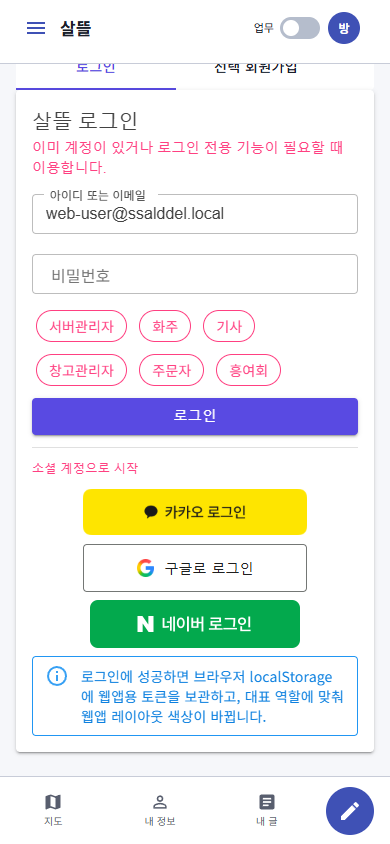 살뜰
업무
방
로그인
선택 회원가입
살뜰 로그인
이미 계정이 있거나 로그인 전용 기능이 필요할 때
이용합니다.
아이디 또는 이메일
web-user@ssalddel.local
비밀번호
서버관리자
화주
기사
창고관리자
주문자
흥여회
로그인
소셜 계정으로 시작
카카오 로그인
구글로 로그인
네이버 로그인
로그인에 성공하면 브라우저 localStorage
에 웹앱용 토큰을 보관하고, 대표 역할에 맞춰
웹앱 레이아웃 색상이 바뀝니다.
지도
내 정보
내 글